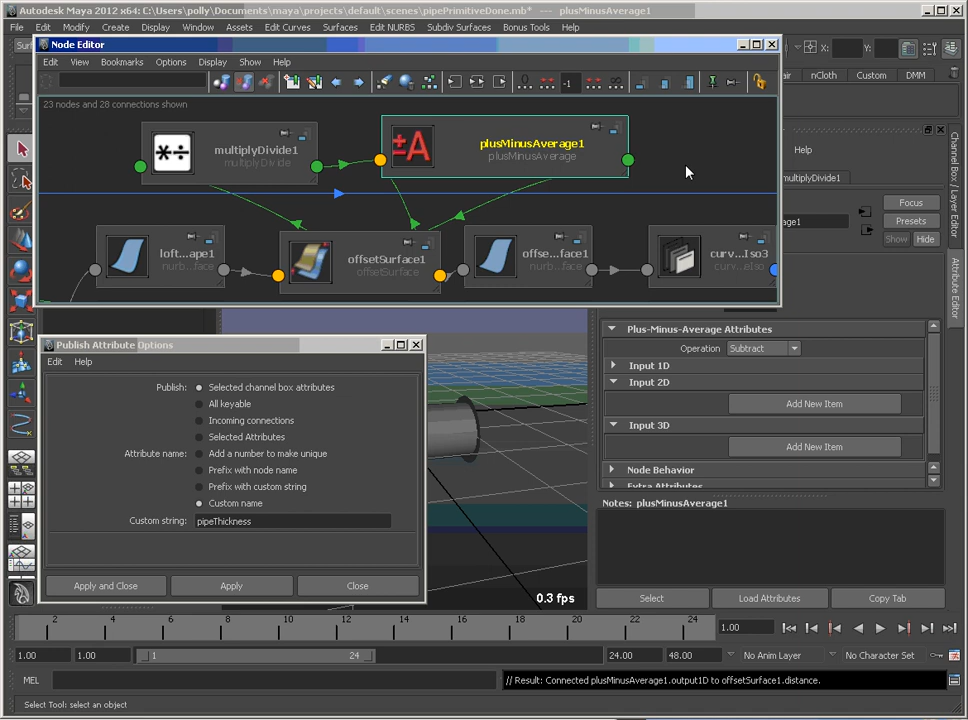 Autodesk Maya 2012 x64: C:\Users\polly\Documents\maya\projects\default\scenes\pipePrimitiveDone.mb* --- plusMinusAverage1
File Edit Modify Create Display Window Assets Edit Curves Surfaces Edit NURBS Subdiv Surfaces Bonus Tools Help
Node Editor
X: Y:
Edit View Bookmarks Options Display Show Help
nCloth Custom DMM
-1
23 nodes and 28 connections shown
multiplyDivide1
multiplyDivide
plusMinusAverage1
plusMinusAverage
Help
multiplyDivide1
Focus
Presets
Show Hide
Channel Box / Layer Editor
Attribute Editor
loft...ape1
nurb...face
offsetSurface1
offsetSurface
offse...face1
nurb...face
curv...Iso3
Publish Attribute Options
Edit Help
Publish: Selected channel box attributes
All keyable
Incoming connections
Selected Attributes
Attribute name: Add a number to make unique
Prefix with node name
Prefix with custom string
Custom name
Custom string: pipeThickness
Apply and Close Apply Close
Plus-Minus-Average Attributes
Operation Subtract
Input 1D
Input 2D
Add New Item
Input 3D
Add New Item
Node Behavior
Extra Attributes
Notes: plusMinusAverage1
Select Load Attributes Copy Tab
0.3 fps
2 4 6 8 10 12 14 16 18 20 22 24
1.00
1.00 1.00 1 24 24.00 48.00 No Anim Layer No Character Set
MEL // Result: Connected plusMinusAverage1.output1D to offsetSurface1.distance.
Select Tool: select an object